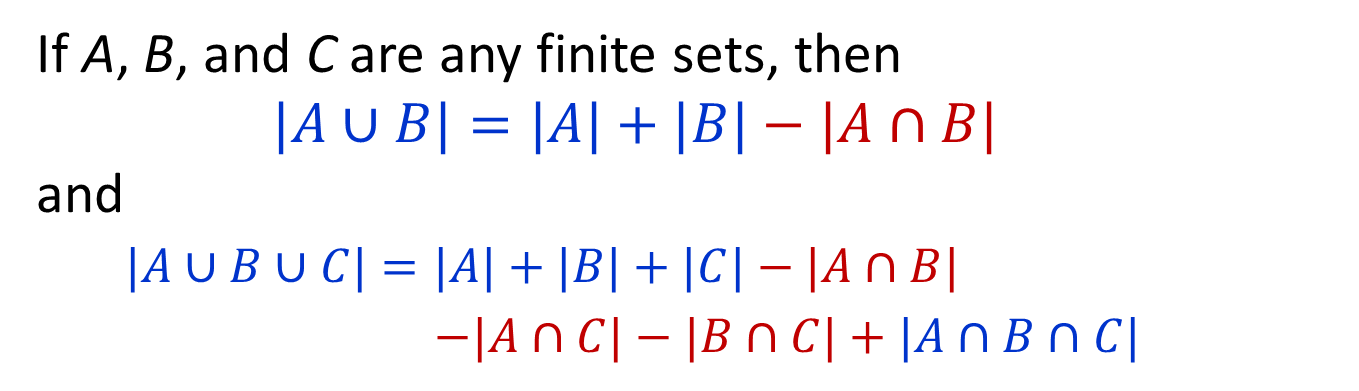 If A, B, and C are any finite sets, then
|A ∪ B| = |A| + |B| − |A ∩ B|
and
|A ∪ B ∪ C| = |A| + |B| + |C| − |A ∩ B|
−|A ∩ C| − |B ∩ C| + |A ∩ B ∩ C|